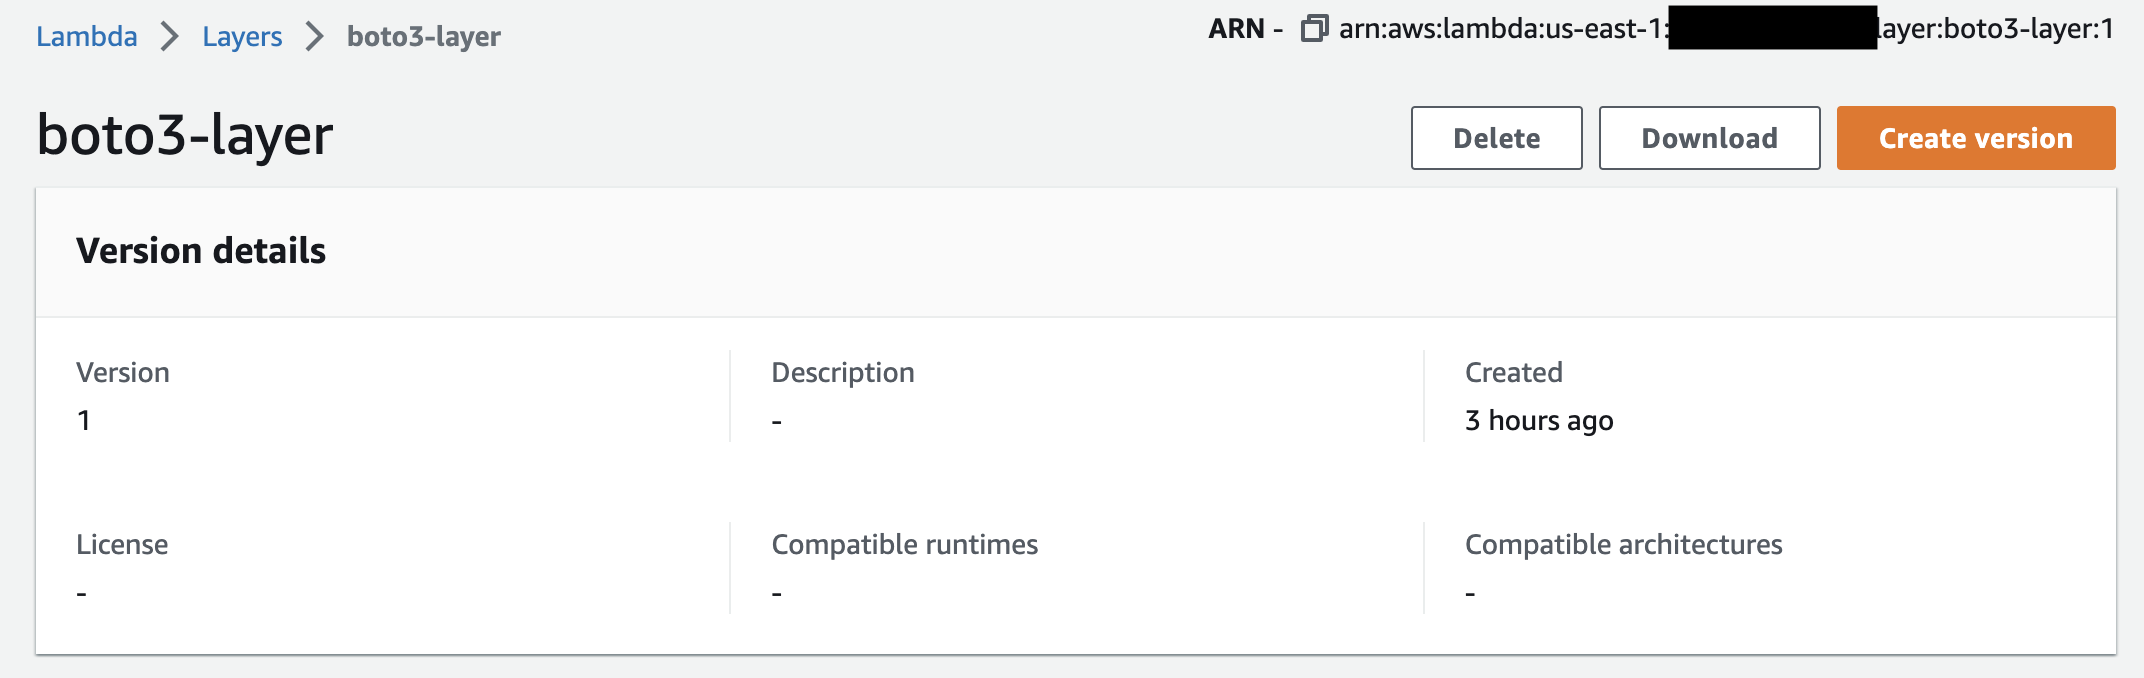 Lambda > Layers > boto3-layer
ARN - arn:aws:lambda:us-east-1: layer:boto3-layer:1
boto3-layer
Delete Download Create version
Version details
Version Description Created
1 - 3 hours ago
License Compatible runtimes Compatible architectures
- - -